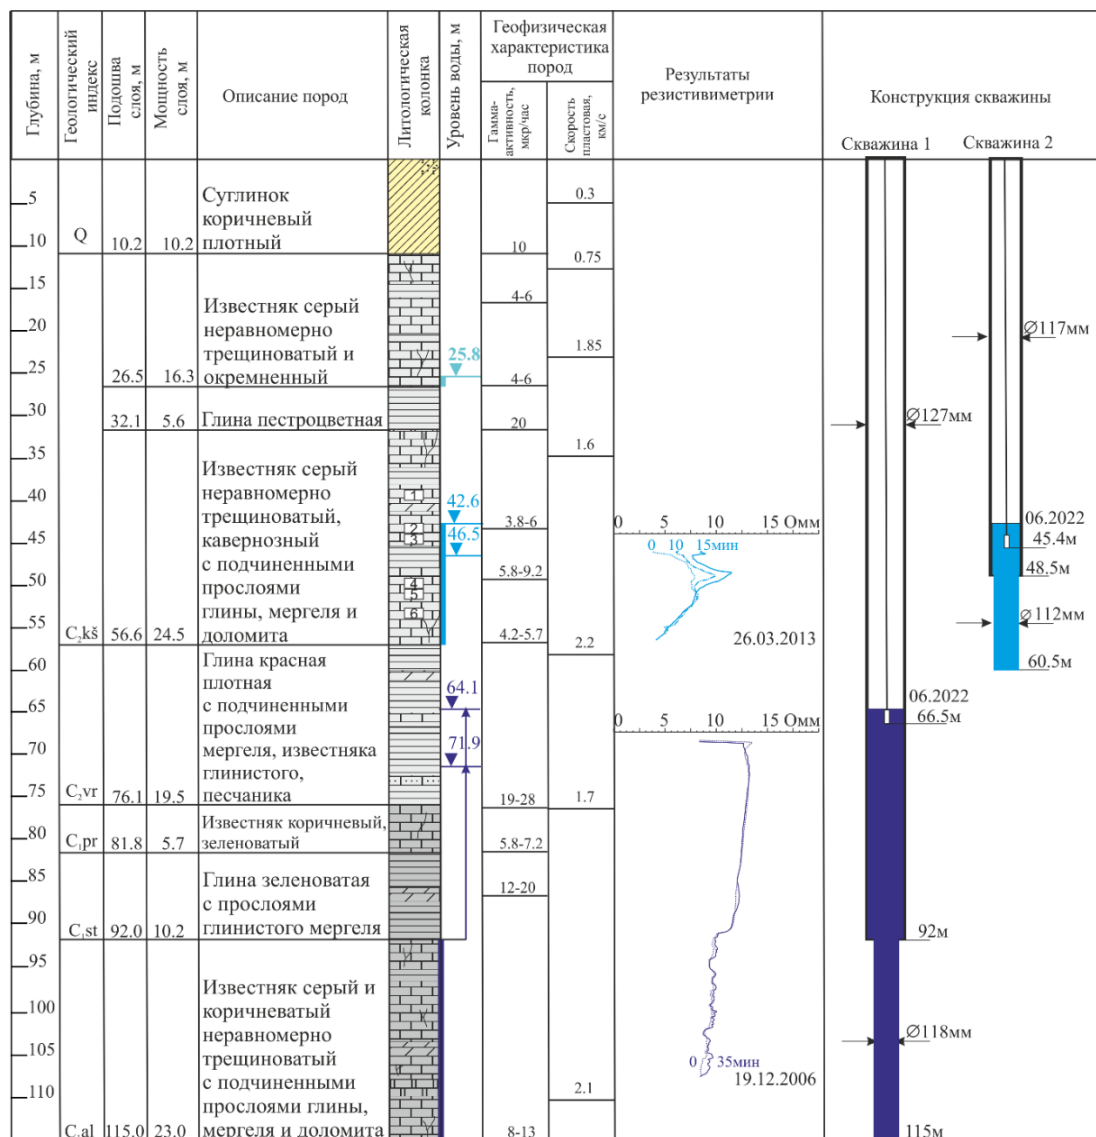 Глубина, м
Геологический
индекс
Подошва
слоя, м
Мощность
слоя, м
Описание пород
Литологическая
колонка
Уровень воды, м
Геофизическая
характеристика
пород
Гамма-
активность,
мкр/час
Скорость
пластовая,
км/с
Результаты
резистивиметрии
Конструкция скважины
Скважина 1
Скважина 2
5
10
15
20
25
30
35
40
45
50
55
60
65
70
75
80
85
90
95
100
105
110
Q
10.2
10.2
Суглинок
коричневый
плотный
26.5
16.3
Известняк серый
неравномерно
трещиноватый и
окремненный
32.1
5.6
Глина пестроцветная
C₂kš
56.6
24.5
Известняк серый
неравномерно
трещиноватый,
кавернозный
с подчиненными
прослоями
глины, мергеля и
доломита
C₂vr
76.1
19.5
Глина красная
плотная
с подчиненными
прослоями
мергеля, известняка
глинистого,
песчаника
C₁pr
81.8
5.7
Известняк коричневый,
зеленоватый
C₁st
92.0
10.2
Глина зеленоватая
с прослоями
глинистого мергеля
C₁al
115.0
23.0
Известняк серый и
коричневатый
неравномерно
трещиноватый
с подчиненными
прослоями глины,
мергеля и доломита
1
2
3
4
5
6
25.8
42.6
46.5
64.1
71.9
10
4-6
4-6
20
3.8-6
5.8-9.2
4.2-5.7
19-28
5.8-7.2
12-20
8-13
0.3
0.75
1.85
1.6
2.2
1.7
2.1
0 5 10 15 Омм
0 10 15мин
26.03.2013
0 5 10 15 Омм
0 35мин
19.12.2006
∅117мм
∅127мм
06.2022
45.4м
48.5м
∅112мм
60.5м
06.2022
66.5м
92м
∅118мм
115м